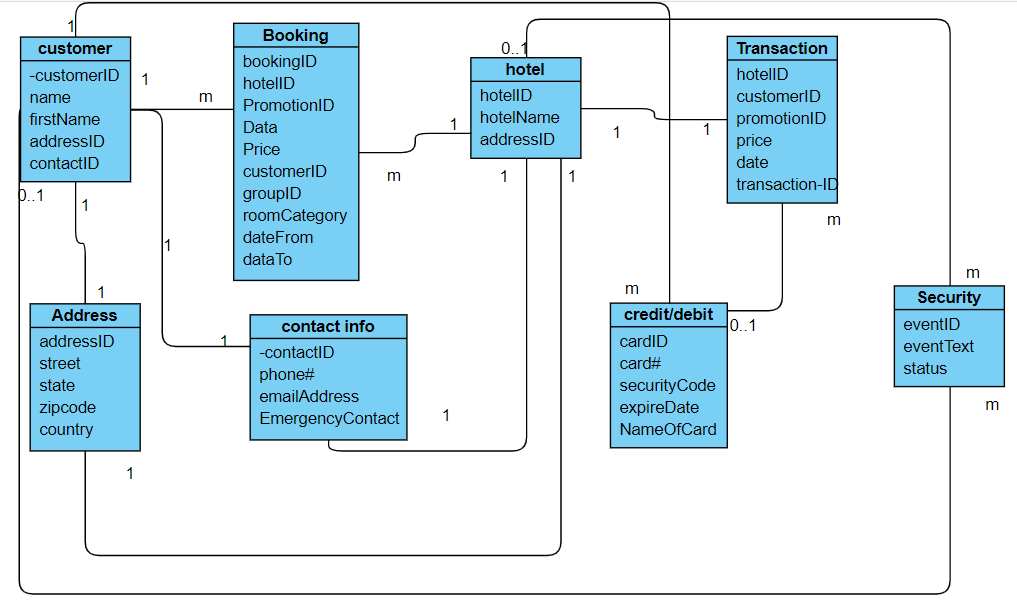 1
customer
-customerID
name
firstName
addressID
contactID
1
m
0..1
1
1
Booking
bookingID
hotelID
PromotionID
Data
Price
customerID
groupID
roomCategory
dateFrom
dataTo
1
m
0..1
hotel
hotelID
hotelName
addressID
1
1
1
1
Transaction
hotelID
customerID
promotionID
price
date
transaction-ID
m
1
Address
addressID
street
state
zipcode
country
1
1
contact info
-contactID
phone#
emailAddress
EmergencyContact
1
m
credit/debit
cardID
card#
securityCode
expireDate
NameOfCard
0..1
m
Security
eventID
eventText
status
m